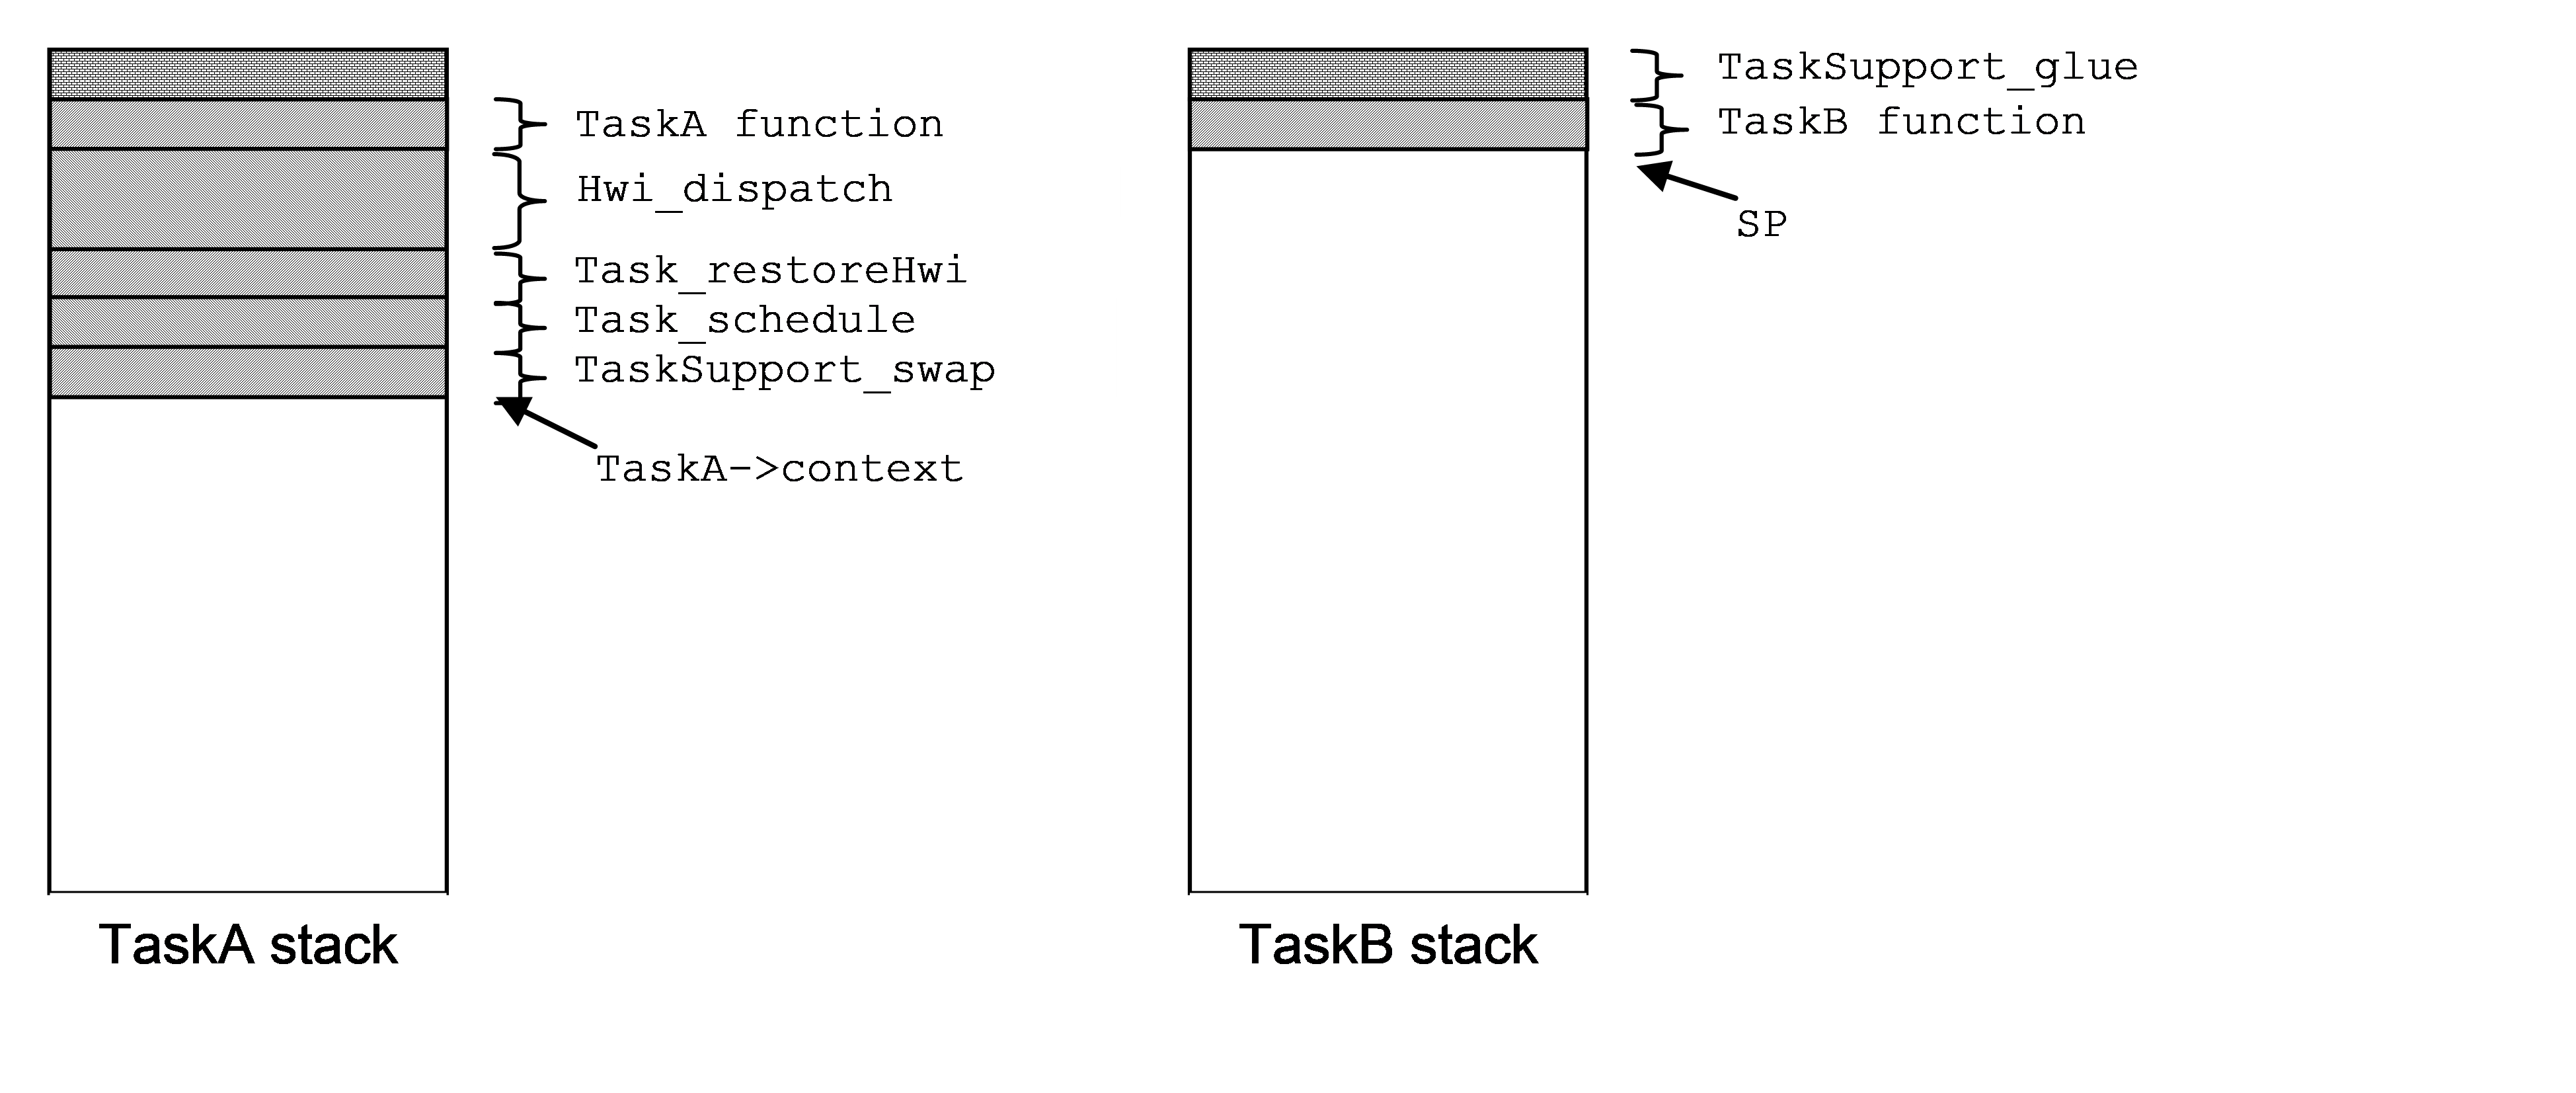 TaskA function
Hwi_dispatch
Task_restoreHwi
Task_schedule
TaskSupport_swap
TaskA->context
TaskA stack
TaskSupport_glue
TaskB function
SP
TaskB stack